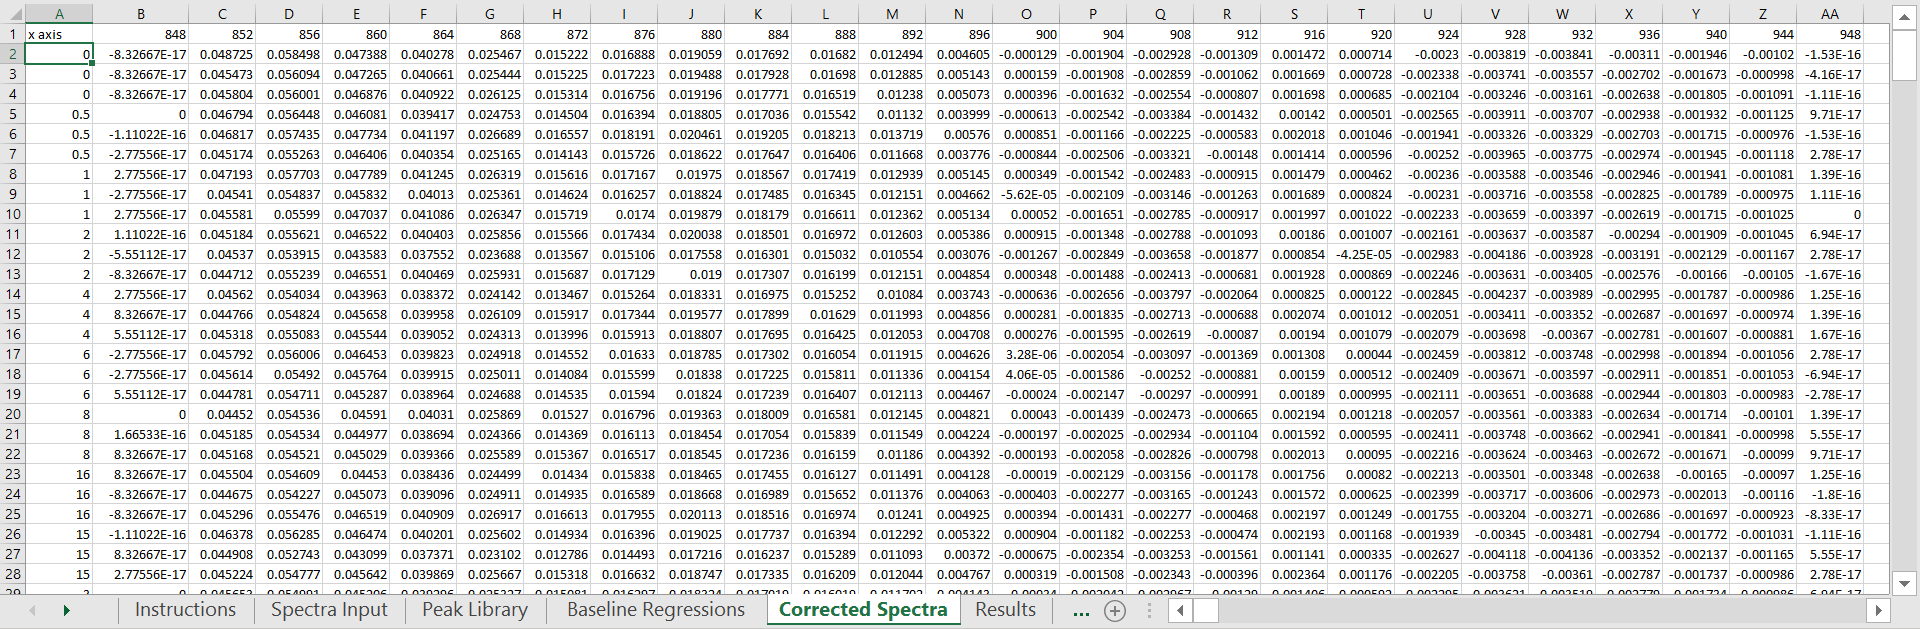 A B C D E F G H I J K L M N O P Q R S T U V W X Y Z AA
1 x axis 848 852 856 860 864 868 872 876 880 884 888 892 896 900 904 908 912 916 920 924 928 932 936 940 944 948
2 0 -8.32667E-17 0.048725 0.058498 0.047388 0.040278 0.025467 0.015222 0.016888 0.019059 0.017692 0.01682 0.012494 0.004605 -0.000129 -0.001904 -0.002928 -0.001309 0.001472 0.000714 -0.0023 -0.003819 -0.003841 -0.00311 -0.001946 -0.00102 -1.53E-16
3 0 -8.32667E-17 0.045473 0.056094 0.047265 0.040661 0.025444 0.015225 0.017223 0.019488 0.017928 0.01698 0.012885 0.005143 0.000159 -0.001908 -0.002859 -0.001062 0.001669 0.000728 -0.002338 -0.003741 -0.003557 -0.002702 -0.001673 -0.000998 -4.16E-17
4 0 -8.32667E-17 0.045804 0.056001 0.046876 0.040922 0.026125 0.015314 0.016756 0.019196 0.017771 0.016519 0.01238 0.005073 0.000396 -0.001632 -0.002554 -0.000807 0.001698 0.000685 -0.002104 -0.003246 -0.003161 -0.002638 -0.001805 -0.001091 -1.11E-16
5 0.5 0 0.046794 0.056448 0.046081 0.039417 0.024753 0.014504 0.016394 0.018805 0.017036 0.015542 0.01132 0.003999 -0.000613 -0.002542 -0.003384 -0.001432 0.00142 0.000501 -0.002565 -0.003911 -0.003707 -0.002938 -0.001932 -0.001125 9.71E-17
6 0.5 -1.11022E-16 0.046817 0.057435 0.047734 0.041197 0.026689 0.016557 0.018191 0.020461 0.019205 0.018213 0.013719 0.00576 0.000851 -0.001166 -0.002225 -0.000583 0.002018 0.001046 -0.001941 -0.003326 -0.003329 -0.002703 -0.001715 -0.000976 -1.53E-16
7 0.5 -2.77556E-17 0.045174 0.055263 0.046406 0.040354 0.025165 0.014143 0.015726 0.018622 0.017647 0.016406 0.011668 0.003776 -0.000844 -0.002506 -0.003321 -0.00148 0.001414 0.000596 -0.00252 -0.003965 -0.003775 -0.002974 -0.001945 -0.001118 2.78E-17
8 1 2.77556E-17 0.047193 0.057703 0.047789 0.041245 0.026319 0.015616 0.017167 0.01975 0.018567 0.017419 0.012939 0.005145 0.000349 -0.001542 -0.002483 -0.000915 0.001479 0.000462 -0.00236 -0.003588 -0.003546 -0.002946 -0.001941 -0.001081 1.39E-16
9 1 -2.77556E-17 0.04541 0.054837 0.045832 0.04013 0.025361 0.014624 0.016257 0.018824 0.017485 0.016345 0.012151 0.004662 -5.62E-05 -0.002109 -0.003146 -0.001263 0.001689 0.000824 -0.00231 -0.003716 -0.003558 -0.002825 -0.001789 -0.000975 1.11E-16
10 1 2.77556E-17 0.045581 0.05599 0.047037 0.041086 0.026347 0.015719 0.0174 0.019879 0.018179 0.016611 0.012362 0.005134 0.00052 -0.001651 -0.002785 -0.000917 0.001997 0.001022 -0.002233 -0.003659 -0.003397 -0.002619 -0.001715 -0.001025 0
11 2 1.11022E-16 0.045184 0.055621 0.046522 0.040403 0.025856 0.015566 0.017434 0.020038 0.018501 0.016972 0.012603 0.005386 0.000915 -0.001348 -0.002788 -0.001093 0.00186 0.001007 -0.002161 -0.003637 -0.003587 -0.00294 -0.001909 -0.001045 6.94E-17
12 2 -5.55112E-17 0.04537 0.053915 0.043583 0.037552 0.023688 0.013567 0.015106 0.017558 0.016301 0.015032 0.010554 0.003076 -0.001267 -0.002849 -0.003658 -0.001877 0.000854 -4.25E-05 -0.002983 -0.004186 -0.003928 -0.003191 -0.002129 -0.001167 2.78E-17
13 2 -8.32667E-17 0.044712 0.055239 0.046551 0.040469 0.025931 0.015687 0.017129 0.019 0.017307 0.016199 0.012151 0.004854 0.000348 -0.001488 -0.002413 -0.000681 0.001928 0.000869 -0.002246 -0.003631 -0.003405 -0.002576 -0.00166 -0.00105 -1.67E-16
14 4 2.77556E-17 0.04562 0.054034 0.043963 0.038372 0.024142 0.013467 0.015264 0.018331 0.016975 0.015252 0.01084 0.003743 -0.000636 -0.002656 -0.003797 -0.002064 0.000825 0.000122 -0.002845 -0.004237 -0.003989 -0.002995 -0.001787 -0.000986 1.25E-16
15 4 8.32667E-17 0.044766 0.054824 0.045658 0.039958 0.026109 0.015917 0.017344 0.019577 0.017899 0.01629 0.011993 0.004856 0.000281 -0.001835 -0.002713 -0.000688 0.002074 0.001012 -0.002051 -0.003411 -0.003352 -0.002687 -0.001697 -0.000974 1.39E-16
16 4 5.55112E-17 0.045318 0.055083 0.045544 0.039052 0.024313 0.013996 0.015913 0.018807 0.017695 0.016425 0.012053 0.004708 0.000276 -0.001595 -0.002619 -0.00087 0.00194 0.001079 -0.002079 -0.003698 -0.00367 -0.002781 -0.001607 -0.000881 1.67E-16
17 6 -2.77556E-17 0.045792 0.056006 0.046453 0.039823 0.024918 0.014552 0.01633 0.018785 0.017302 0.016054 0.011915 0.004626 3.28E-06 -0.002054 -0.003097 -0.001369 0.001308 0.00044 -0.002459 -0.003812 -0.003748 -0.002998 -0.001894 -0.001056 2.78E-17
18 6 -2.77556E-17 0.045614 0.05492 0.045764 0.039915 0.025011 0.014084 0.015599 0.01838 0.017225 0.015811 0.011336 0.004154 4.06E-05 -0.001586 -0.00252 -0.000881 0.00159 0.000512 -0.002409 -0.003671 -0.003597 -0.002911 -0.001851 -0.001053 -6.94E-17
19 6 5.55112E-17 0.044781 0.054711 0.045287 0.038964 0.024688 0.014535 0.01594 0.01824 0.017239 0.016407 0.012113 0.004467 -0.00024 -0.002147 -0.00297 -0.000991 0.00189 0.000995 -0.002111 -0.003651 -0.003688 -0.002944 -0.001803 -0.000983 -2.78E-17
20 8 0 0.04452 0.054536 0.04591 0.04031 0.025869 0.01527 0.016796 0.019363 0.018009 0.016581 0.012145 0.004821 0.00043 -0.001439 -0.002473 -0.000665 0.002194 0.001218 -0.002057 -0.003561 -0.003383 -0.002634 -0.001714 -0.00101 1.39E-17
21 8 1.66533E-16 0.045185 0.054534 0.044977 0.038694 0.024366 0.014369 0.016113 0.018454 0.017054 0.015839 0.011549 0.004224 -0.000197 -0.002025 -0.002934 -0.001104 0.001592 0.000595 -0.002411 -0.003748 -0.003662 -0.002941 -0.001841 -0.000998 5.55E-17
22 8 8.32667E-17 0.045168 0.054521 0.045029 0.039366 0.025589 0.015367 0.016517 0.018545 0.017236 0.016159 0.01186 0.004392 -0.000193 -0.002058 -0.002826 -0.000798 0.002013 0.00095 -0.002216 -0.003624 -0.003463 -0.002672 -0.001671 -0.00099 9.71E-17
23 16 8.32667E-17 0.045504 0.054609 0.04453 0.038436 0.024499 0.01434 0.015838 0.018465 0.017455 0.016127 0.011491 0.004128 -0.00019 -0.002129 -0.003156 -0.001178 0.001756 0.00082 -0.002213 -0.003501 -0.003348 -0.002638 -0.00165 -0.00097 1.25E-16
24 16 -8.32667E-17 0.044675 0.054227 0.045073 0.039096 0.024911 0.014935 0.016589 0.018668 0.016989 0.015652 0.011376 0.004063 -0.000403 -0.002277 -0.003165 -0.001243 0.001572 0.000625 -0.002399 -0.003717 -0.003606 -0.002973 -0.002013 -0.00116 -1.8E-16
25 16 -8.32667E-17 0.045296 0.055476 0.046519 0.040909 0.026917 0.016613 0.017955 0.020113 0.018516 0.016974 0.01241 0.004925 0.000394 -0.001431 -0.002277 -0.000468 0.002197 0.001249 -0.001755 -0.003204 -0.003271 -0.002686 -0.001697 -0.000923 -8.33E-17
26 15 -1.11022E-16 0.046378 0.056285 0.046474 0.040201 0.025602 0.014934 0.016396 0.019025 0.017737 0.016394 0.012292 0.005322 0.000904 -0.001182 -0.002255 -0.000474 0.002193 0.001168 -0.001939 -0.00345 -0.003481 -0.002794 -0.001772 -0.001031 -1.11E-16
27 15 8.32667E-17 0.044908 0.052743 0.043099 0.037371 0.023102 0.012786 0.014493 0.017216 0.016237 0.015289 0.011093 0.00372 -0.000675 -0.002354 -0.003253 -0.001561 0.001141 0.000335 -0.002627 -0.004118 -0.004136 -0.003352 -0.002137 -0.001165 5.55E-17
28 15 2.77556E-17 0.045224 0.054777 0.045642 0.039869 0.025667 0.015318 0.016632 0.018747 0.017335 0.016209 0.012044 0.004767 0.000319 -0.001508 -0.002343 -0.000396 0.002364 0.001176 -0.002205 -0.003758 -0.00361 -0.002787 -0.001737 -0.000986 2.78E-17
Instructions Spectra Input Peak Library Baseline Regressions Corrected Spectra Results ...